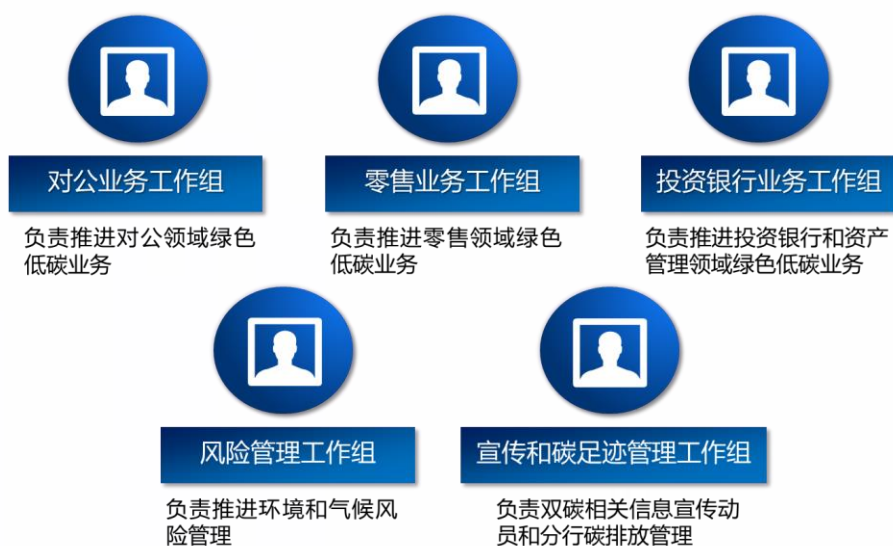 对公业务工作组
负责推进对公领域绿色
低碳业务
零售业务工作组
负责推进零售领域绿色
低碳业务
投资银行业务工作组
负责推进投资银行和资产
管理领域绿色低碳业务
风险管理工作组
负责推进环境和气候风
险管理
宣传和碳足迹管理工作组
负责双碳相关信息宣传动
员和分行碳排放管理